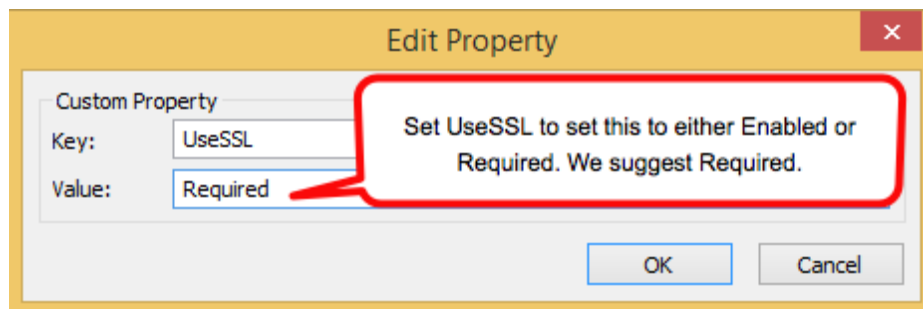 Edit Property
Custom Property
Set UseSSL to set this to either Enabled or
Required. We suggest Required.
Key: UseSSL
Value: Required
OK Cancel